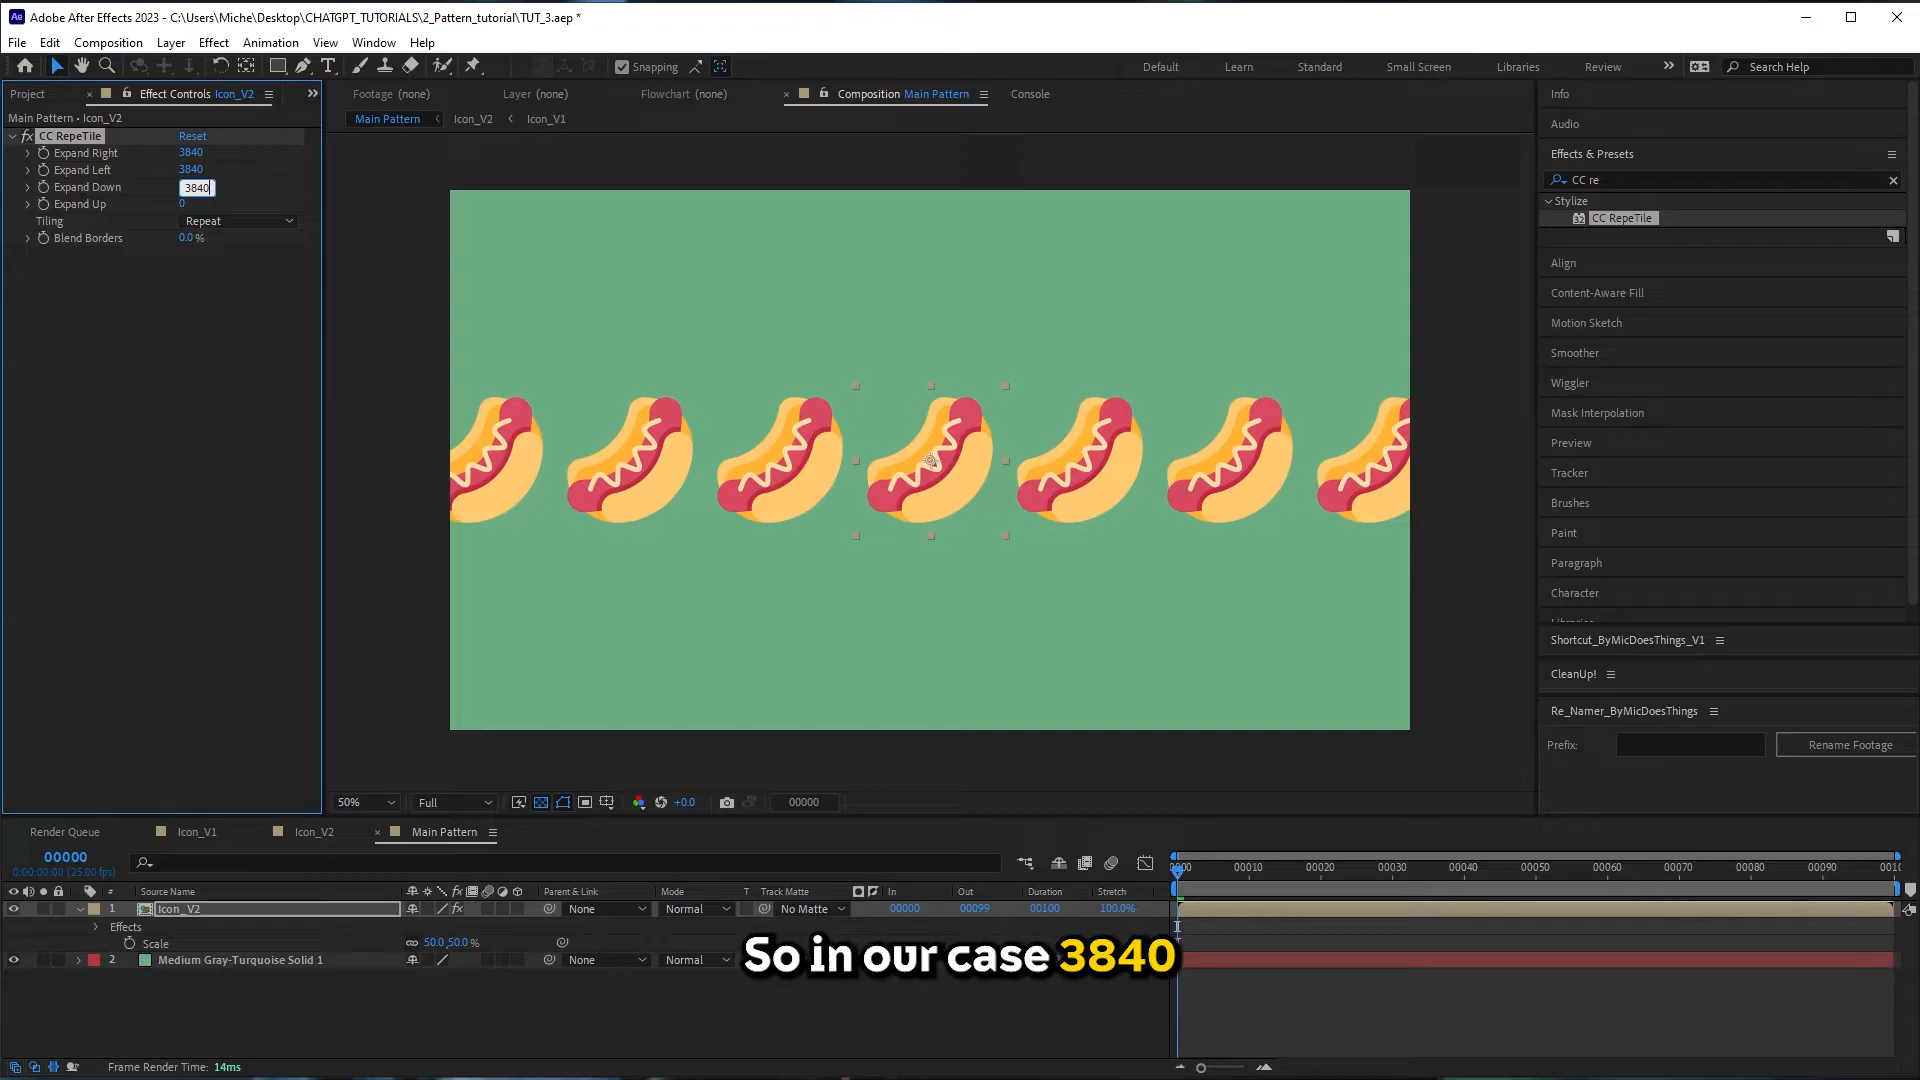 Adobe After Effects 2023 - C:\Users\Miche\Desktop\CHATGPT_TUTORIALS\2_Pattern_tutorial\TUT_3.aep *
File Edit Composition Layer Effect Animation View Window Help
Snapping Default Learn Standard Small Screen Libraries Review Search Help
Project Effect Controls Icon_V2 Footage (none) Layer (none) Flowchart (none) Composition Main Pattern Console Info
Main Pattern • Icon_V2 Main Pattern Icon_V2 Icon_V1
Audio
fx CC RepeTile Reset
Expand Right 3840 Effects & Presets
Expand Left 3840
Expand Down 3840 CC re
Expand Up 0 Stylize
Tiling Repeat CC RepeTile
Blend Borders 0.0 %
Align
Content-Aware Fill
Motion Sketch
Smoother
Wiggler
Mask Interpolation
Preview
Tracker
Brushes
Paint
Paragraph
Character
Shortcut_ByMicDoesThings_V1
CleanUp!
Re_Namer_ByMicDoesThings
Prefix: Rename Footage
50% Full +0.0 00000
Render Queue Icon_V1 Icon_V2 Main Pattern
00000
0:00:00:00 (25.00 fps)
00010 00020 00030 00040 00050 00060 00070 00080 00090
# Source Name fx Parent & Link Mode T Track Matte In Out Duration Stretch
1 Icon_V2 fx None Normal No Matte 00000 00099 00100 100.0%
Effects
Scale 50.0,50.0 %
2 Medium Gray-Turquoise Solid 1 None Normal
So in our case 3840
Frame Render Time: 14ms